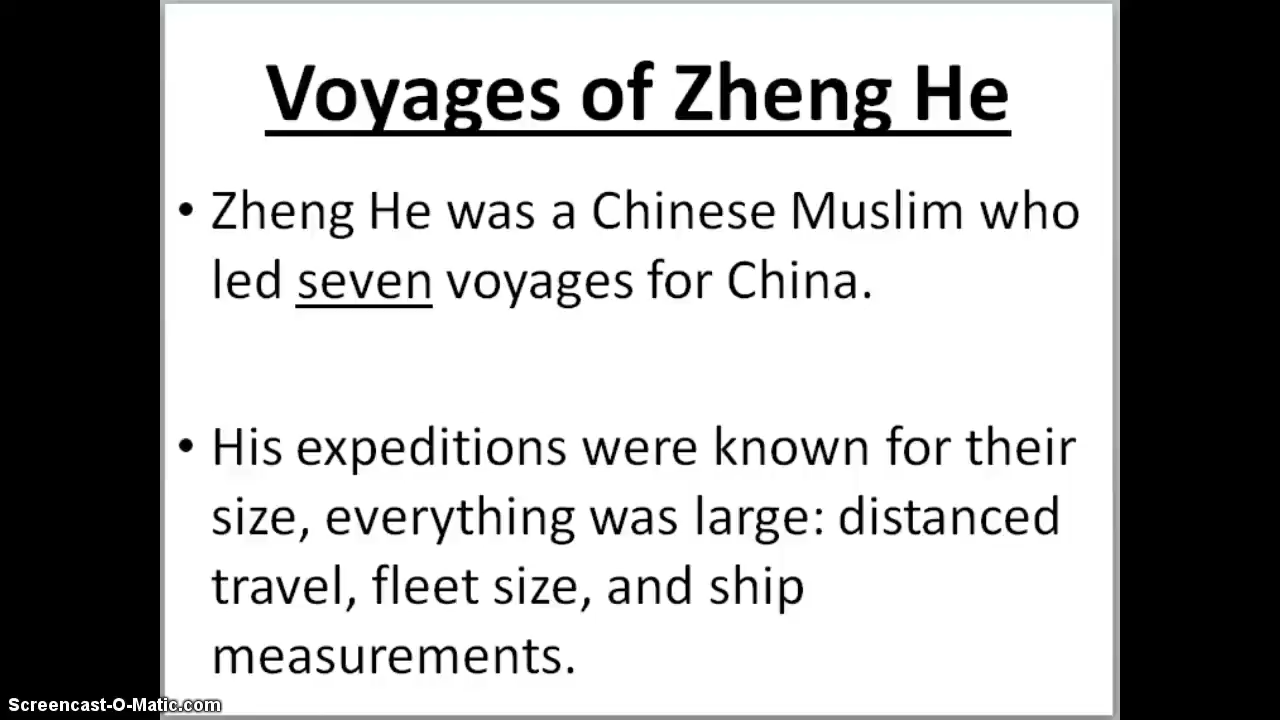 Voyages of Zheng He
• Zheng He was a Chinese Muslim who
led seven voyages for China.
• His expeditions were known for their
size, everything was large: distanced
travel, fleet size, and ship
measurements.
Screencast-O-Matic.com